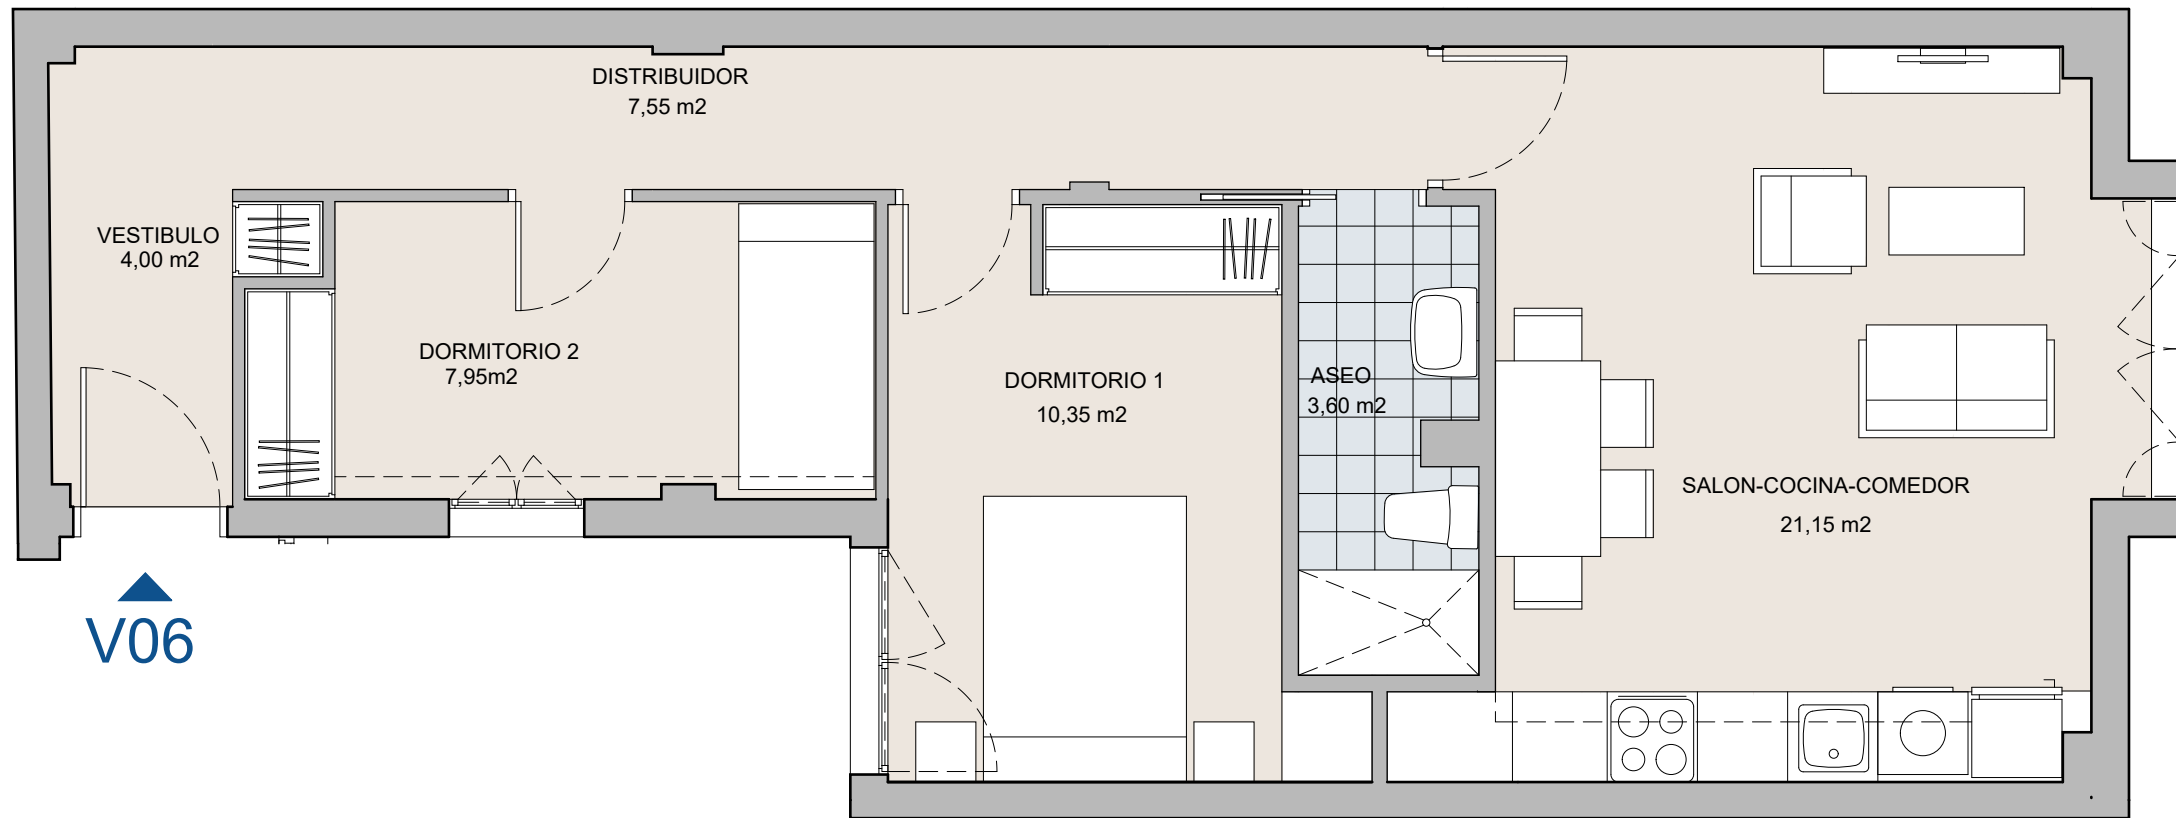 DISTRIBUIDOR
7,55 m2
VESTIBULO
4,00 m2
DORMITORIO 2
7,95m2
DORMITORIO 1
10,35 m2
ASEO
3,60 m2
SALON-COCINA-COMEDOR
21,15 m2
V06